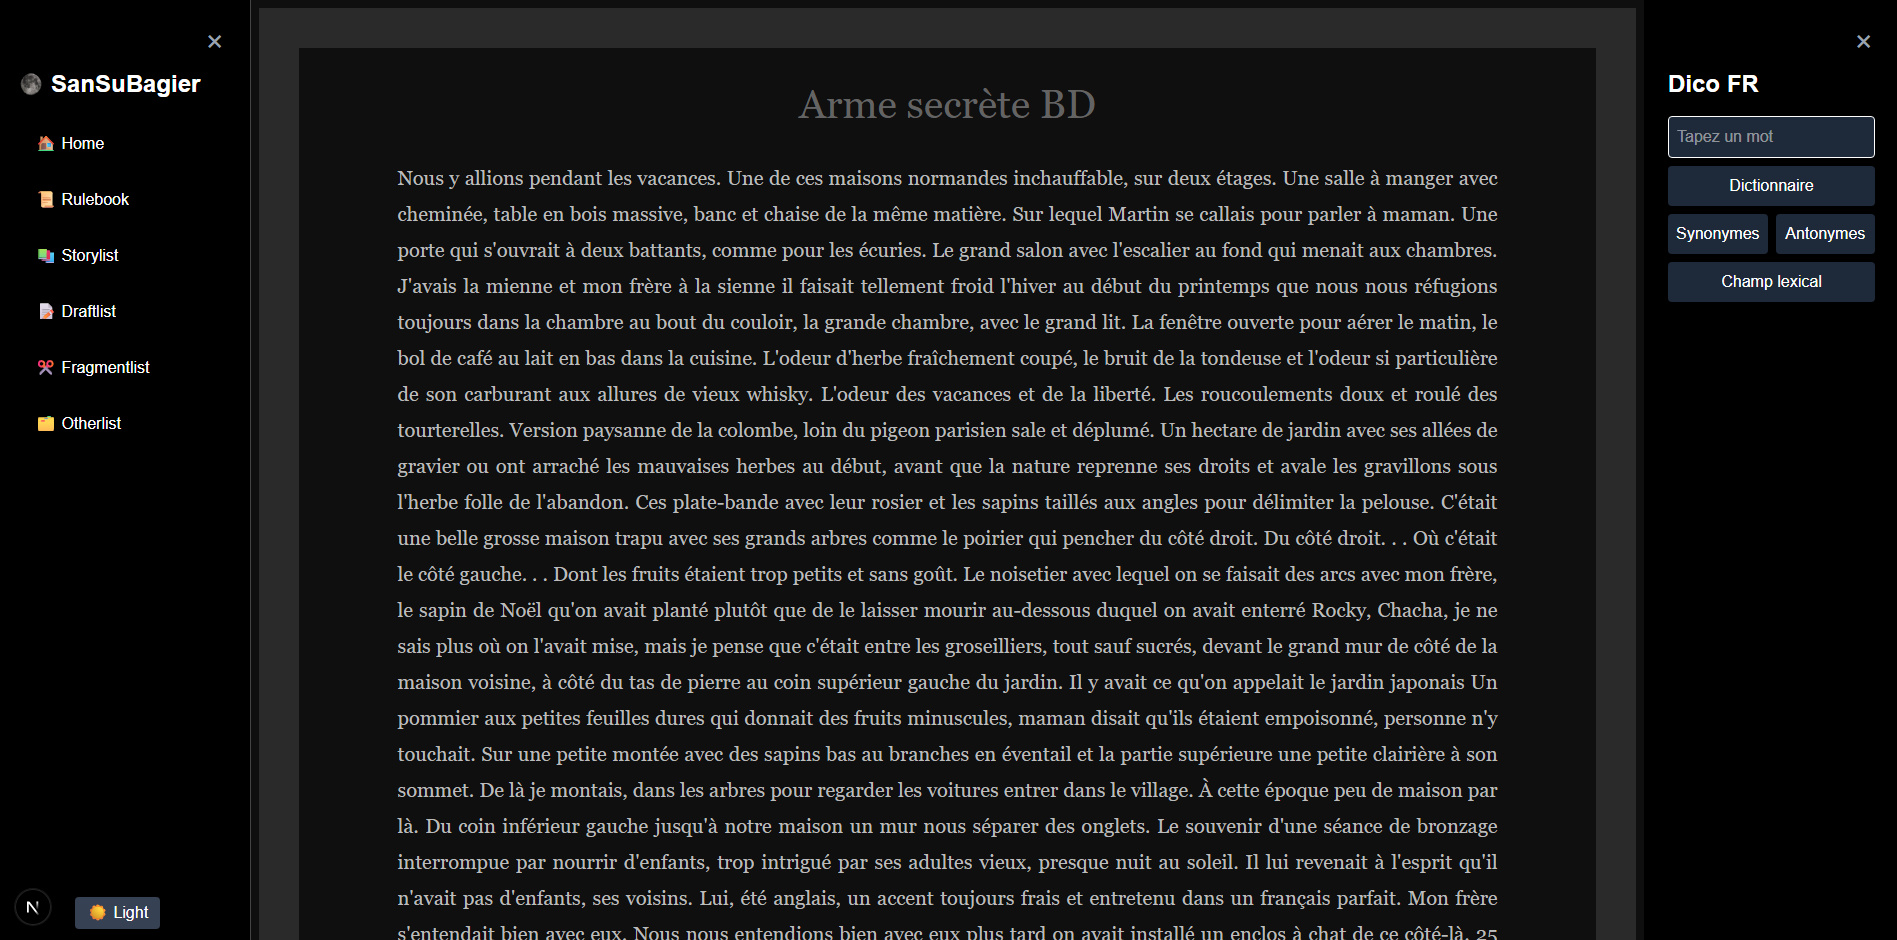 SanSuBagier
Home
Rulebook
Storylist
Draftlist
Fragmentlist
Otherlist
N
Light
Arme secrète BD
Nous y allions pendant les vacances. Une de ces maisons normandes inchauffable, sur deux étages. Une salle à manger avec
cheminée, table en bois massive, banc et chaise de la même matière. Sur lequel Martin se callais pour parler à maman. Une
porte qui s'ouvrait à deux battants, comme pour les écuries. Le grand salon avec l'escalier au fond qui menait aux chambres.
J'avais la mienne et mon frère à la sienne il faisait tellement froid l'hiver au début du printemps que nous nous réfugions
toujours dans la chambre au bout du couloir, la grande chambre, avec le grand lit. La fenêtre ouverte pour aérer le matin, le
bol de café au lait en bas dans la cuisine. L'odeur d'herbe fraîchement coupé, le bruit de la tondeuse et l'odeur si particulière
de son carburant aux allures de vieux whisky. L'odeur des vacances et de la liberté. Les roucoulements doux et roulé des
tourterelles. Version paysanne de la colombe, loin du pigeon parisien sale et déplumé. Un hectare de jardin avec ses allées de
gravier ou ont arraché les mauvaises herbes au début, avant que la nature reprenne ses droits et avale les gravillons sous
l'herbe folle de l'abandon. Ces plate-bande avec leur rosier et les sapins taillés aux angles pour délimiter la pelouse. C'était
une belle grosse maison trapu avec ses grands arbres comme le poirier qui pencher du côté droit. Du côté droit. . . Où c'était
le côté gauche. . . Dont les fruits étaient trop petits et sans goût. Le noisetier avec lequel on se faisait des arcs avec mon frère,
le sapin de Noël qu'on avait planté plutôt que de le laisser mourir au-dessous duquel on avait enterré Rocky, Chacha, je ne
sais plus où on l'avait mise, mais je pense que c'était entre les groseilliers, tout sauf sucrés, devant le grand mur de côté de la
maison voisine, à côté du tas de pierre au coin supérieur gauche du jardin. Il y avait ce qu'on appelait le jardin japonais Un
pommier aux petites feuilles dures qui donnait des fruits minuscules, maman disait qu'ils étaient empoisonné, personne n'y
touchait. Sur une petite montée avec des sapins bas au branches en éventail et la partie supérieure une petite clairière à son
sommet. De là je montais, dans les arbres pour regarder les voitures entrer dans le village. À cette époque peu de maison par
là. Du coin inférieur gauche jusqu'à notre maison un mur nous séparer des onglets. Le souvenir d'une séance de bronzage
interrompue par nourrir d'enfants, trop intrigué par ses adultes vieux, presque nuit au soleil. Il lui revenait à l'esprit qu'il
n'avait pas d'enfants, ses voisins. Lui, été anglais, un accent toujours frais et entretenu dans un français parfait. Mon frère
s'entendait bien avec eux. Nous nous entendions bien avec eux plus tard on avait installé un enclos à chat de ce côté-là. 25
Dico FR
Tapez un mot
Dictionnaire
Synonymes
Antonymes
Champ lexical